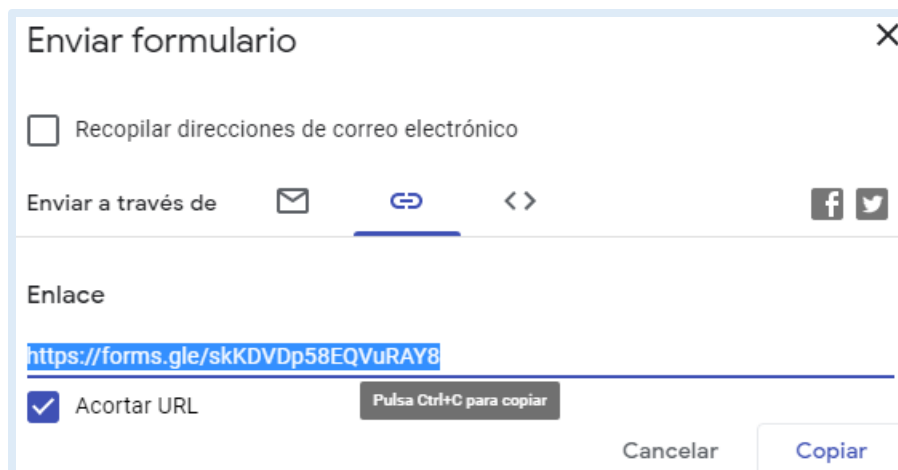 Enviar formulario
Recopilar direcciones de correo electrónico
Enviar a través de
Enlace
https://forms.gle/skKDVDp58EQVuRAY8
Acortar URL
Pulsa Ctrl+C para copiar
Cancelar
Copiar